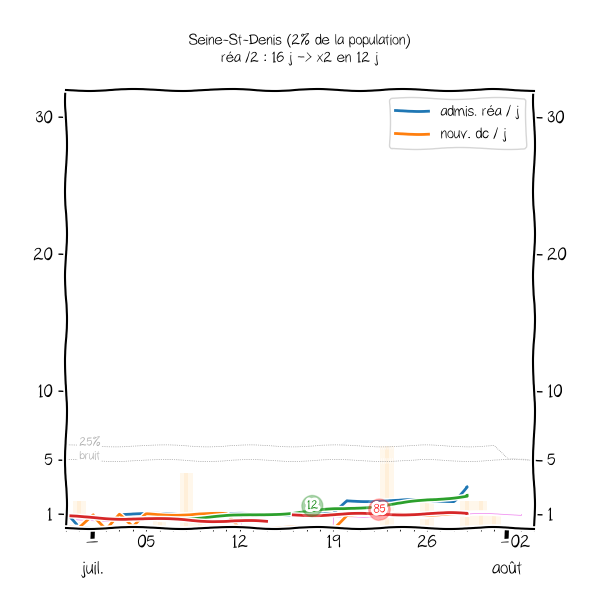 Seine-St-Denis (2% de la population)
réa /2 : 16 j -> x2 en 12 j
admis. réa / j
nouv. dc / j
30
30
20
20
10
10
25%
bruit
5
5
12
85
1
1
05
12
19
26
02
juil.
août